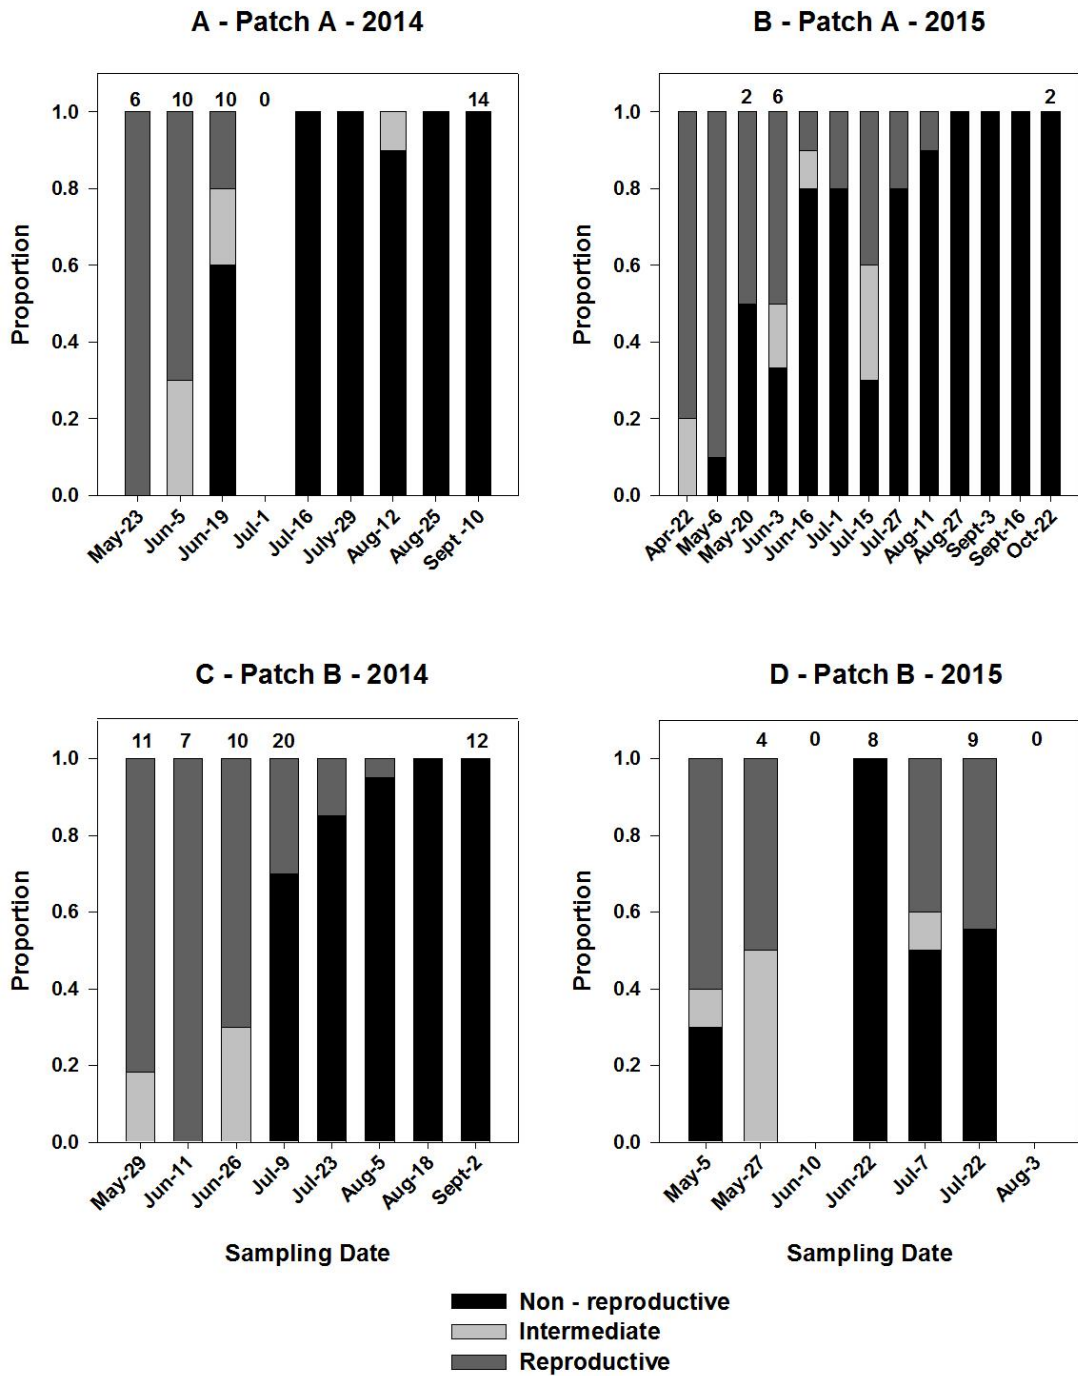 A - Patch A - 2014
B - Patch A - 2015
6 10 10 0 14
1.0
0.8
0.6
0.4
0.2
0.0
Proportion
May-23 Jun-5 Jun-19 Jul-1 Jul-16 July-29 Aug-12 Aug-25 Sept -10
2 6 2
1.0
0.8
0.6
0.4
0.2
0.0
Proportion
Apr-22 May-6 May-20 Jun-3 Jun-16 Jul-1 Jul-15 Jul-27 Aug-11 Aug-27 Sept-3 Sept-16 Oct-22
C - Patch B - 2014
D - Patch B - 2015
11 7 10 20 12
1.0
0.8
0.6
0.4
0.2
0.0
Proportion
May-29 Jun-11 Jun-26 Jul-9 Jul-23 Aug-5 Aug-18 Sept-2
Sampling Date
4 0 8 9 0
1.0
0.8
0.6
0.4
0.2
0.0
Proportion
May-5 May-27 Jun-10 Jun-22 Jul-7 Jul-22 Aug-3
Sampling Date
Non - reproductive
Intermediate
Reproductive